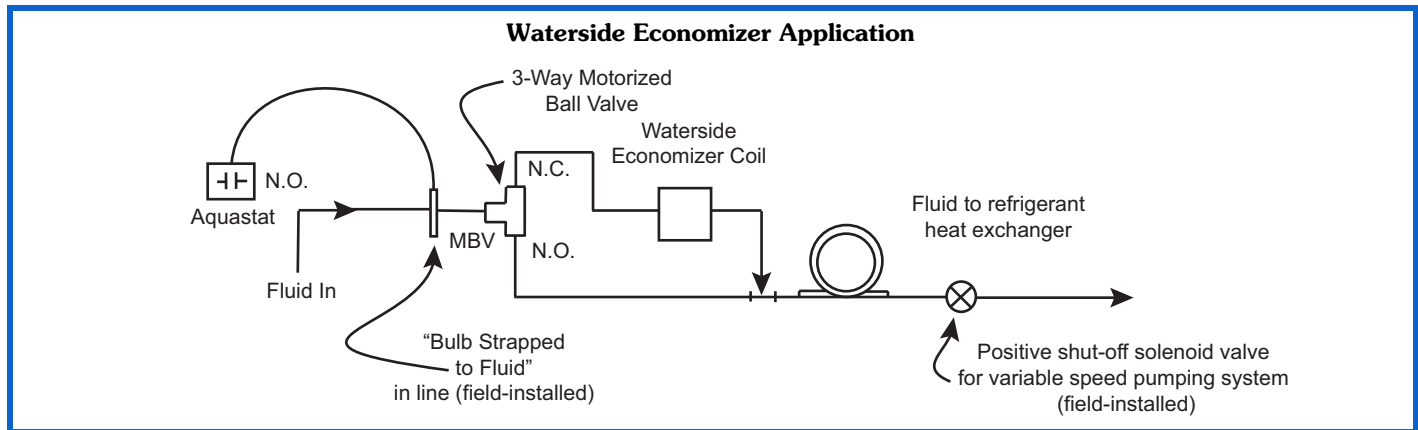 Waterside Economizer Application
3-Way Motorized
Ball Valve
Waterside
Economizer Coil
N.C.
N.O.
Aquastat
Fluid In
MBV
N.O.
Fluid to refrigerant
heat exchanger
“Bulb Strapped
to Fluid”
in line (field-installed)
Positive shut-off solenoid valve
for variable speed pumping system
(field-installed)